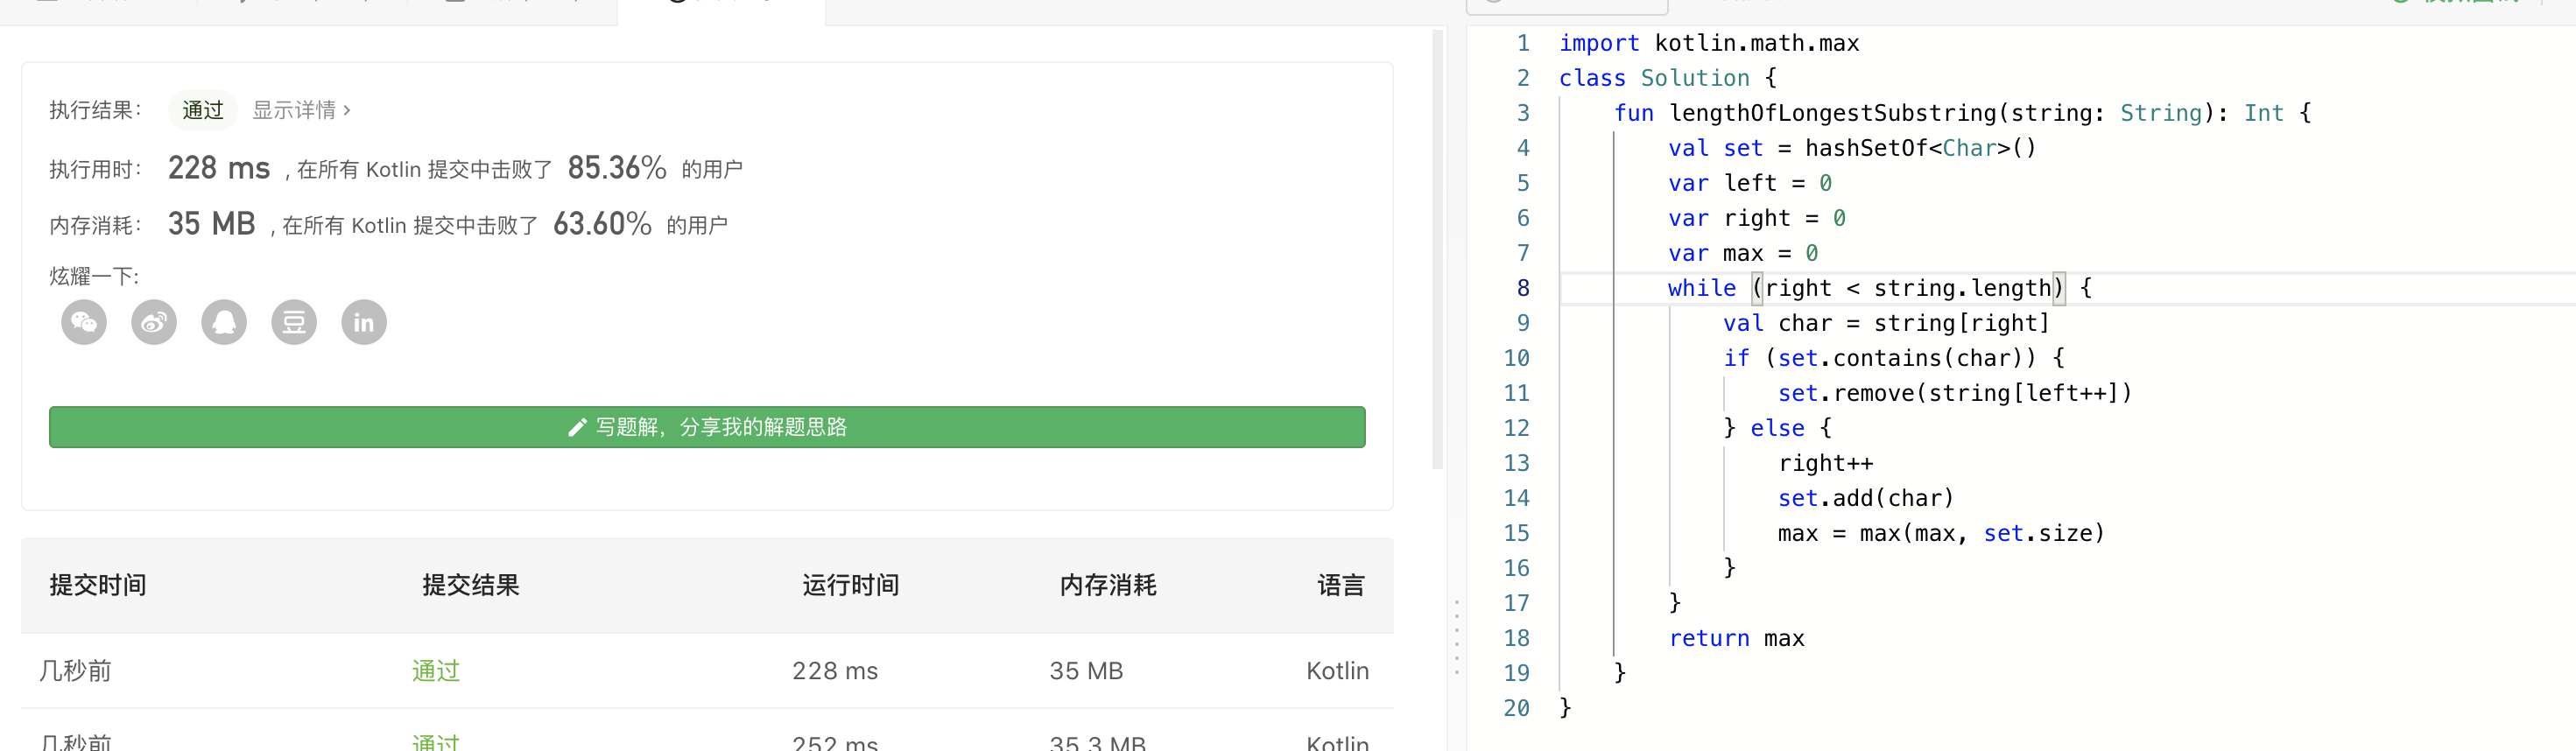 执行结果： 通过 显示详情 ›
执行用时： 228 ms , 在所有 Kotlin 提交中击败了 85.36% 的用户
内存消耗： 35 MB , 在所有 Kotlin 提交中击败了 63.60% 的用户
炫耀一下:
写题解，分享我的解题思路
提交时间 提交结果 运行时间 内存消耗 语言
几秒前 通过 228 ms 35 MB Kotlin
几秒前 通过 252 ms 35.3 MB Kotlin
1 import kotlin.math.max
2 class Solution {
3     fun lengthOfLongestSubstring(string: String): Int {
4         val set = hashSetOf<Char>()
5         var left = 0
6         var right = 0
7         var max = 0
8         while (right < string.length) {
9             val char = string[right]
10             if (set.contains(char)) {
11                 set.remove(string[left++])
12             } else {
13                 right++
14                 set.add(char)
15                 max = max(max, set.size)
16             }
17         }
18         return max
19     }
20 }